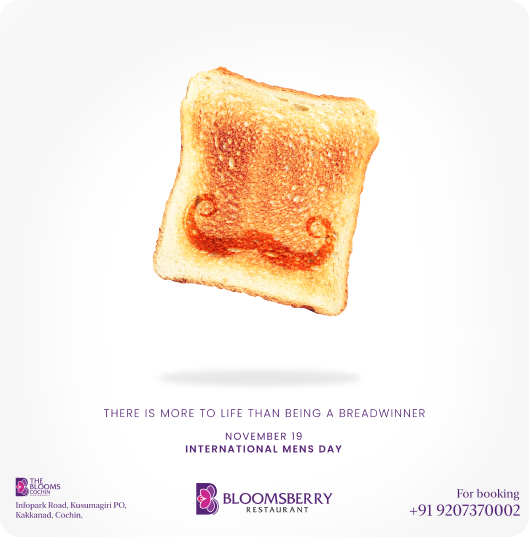 THERE IS MORE TO LIFE THAN BEING A BREADWINNER
NOVEMBER 19
INTERNATIONAL MENS DAY
THE
BLOOMS
COCHIN
Infopark Road, Kusumagiri PO,
Kakkanad, Cochin,
BLOOMSBERRY
RESTAURANT
For booking
+91 9207370002